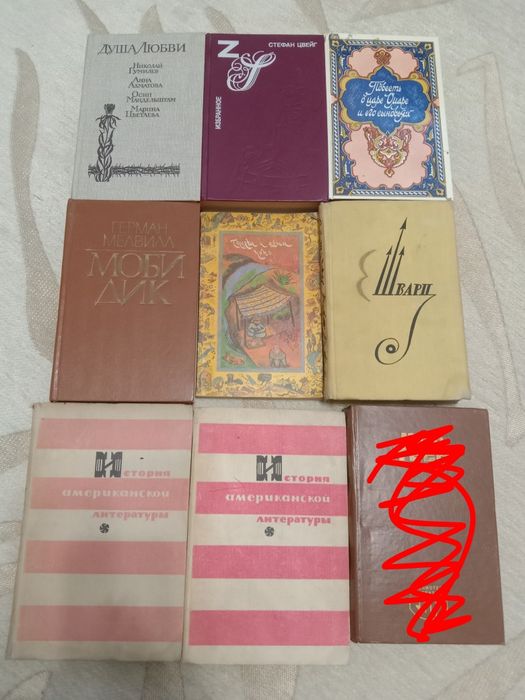 ДУША ЛЮБВИ
Николай
Гумилев
Анна
Ахматова
Осип
Мандельштам
Марина
Цветаева
СТЕФАН ЦВЕЙГ
ИЗБРАННОЕ
Повесть
о царе Омаре
и его сыновьях
ГЕРМАН
МЕЛВИЛЛ
МОБИ
ДИК
Е Шварц
История
американской
литературы
История
американской
литературы